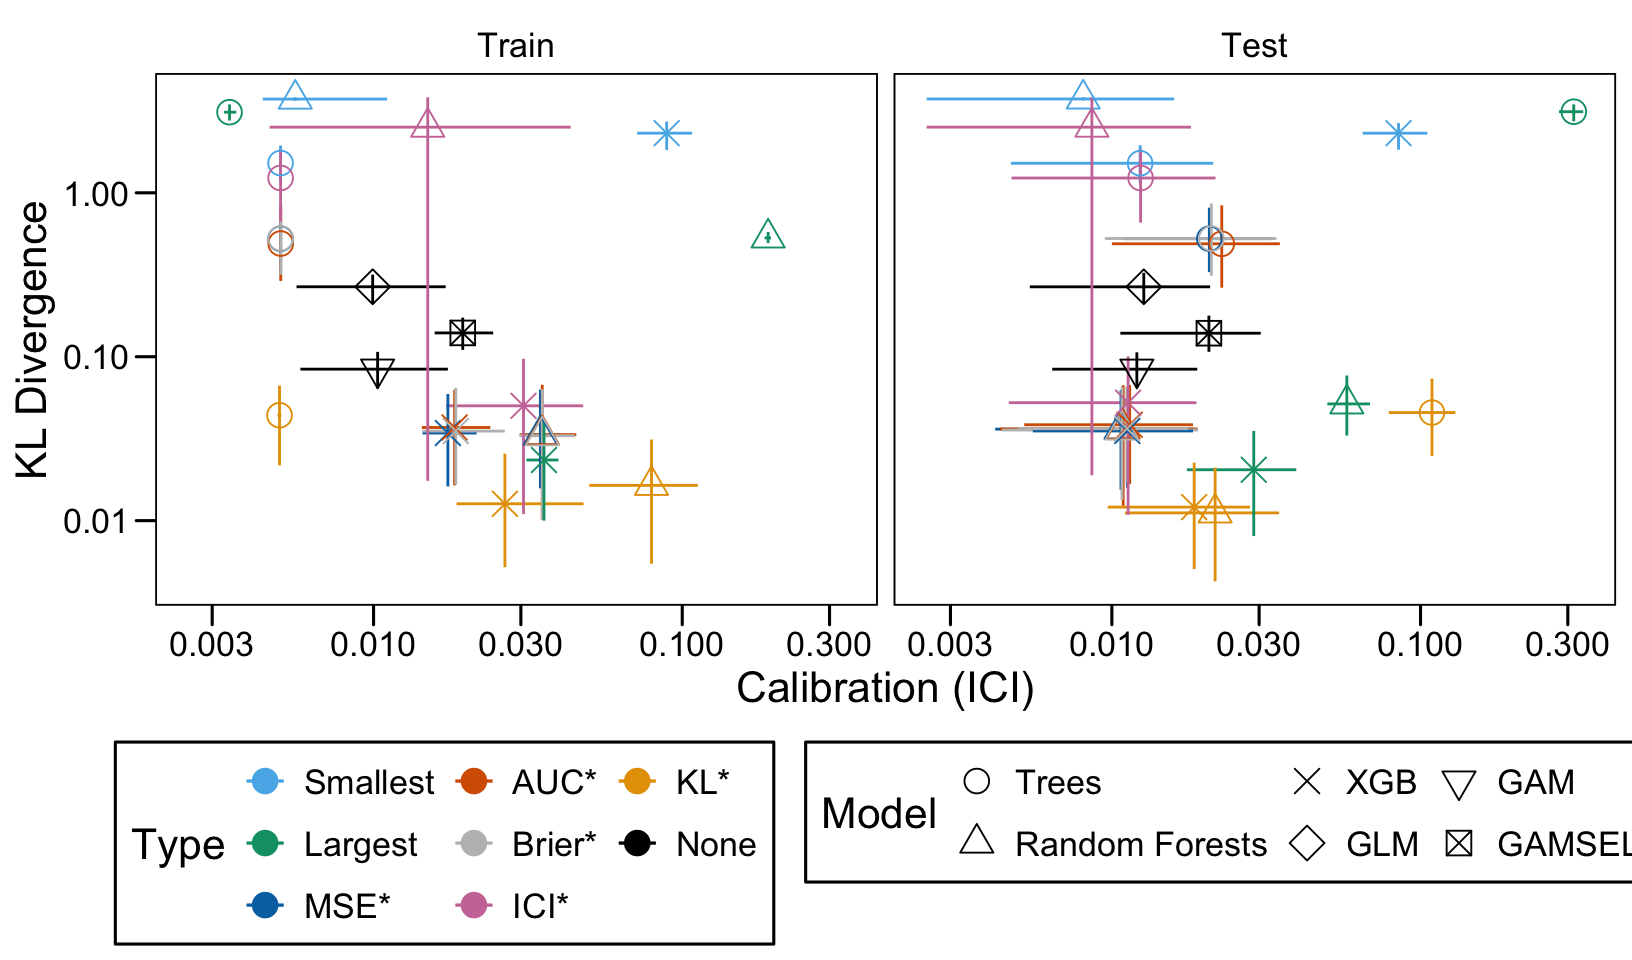 Train Test
KL Divergence
1.00
0.10
0.01
0.003 0.010 0.030 0.100 0.300 0.003 0.010 0.030 0.100 0.300
Calibration (ICI)
Type
Smallest AUC* KL*
Largest Brier* None
MSE* ICI*
Model
Trees XGB GAM
Random Forests GLM GAMSEL